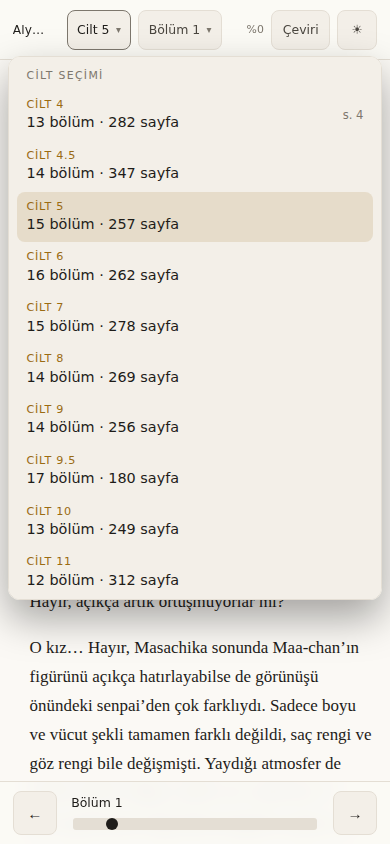 Aly...
Cilt 5 ▾
Bölüm 1 ▾
%0
Çeviri
☀
CİLT SEÇİMİ
CİLT 4
13 bölüm · 282 sayfa
s. 4
CİLT 4.5
14 bölüm · 347 sayfa
CİLT 5
15 bölüm · 257 sayfa
CİLT 6
16 bölüm · 262 sayfa
CİLT 7
15 bölüm · 278 sayfa
CİLT 8
14 bölüm · 269 sayfa
CİLT 9
14 bölüm · 256 sayfa
CİLT 9.5
17 bölüm · 180 sayfa
CİLT 10
13 bölüm · 249 sayfa
CİLT 11
12 bölüm · 312 sayfa
Hayır, açıkça artık örtüşmüyorlar mı?
O kız… Hayır, Masachika sonunda Maa-chan’ın
figürünü açıkça hatırlayabilse de görünüşü
önündeki senpai’den çok farklıydı. Sadece boyu
ve vücut şekli tamamen farklı değildi, saç rengi ve
göz rengi bile değişmişti. Yaydığı atmosfer de
←
Bölüm 1
→